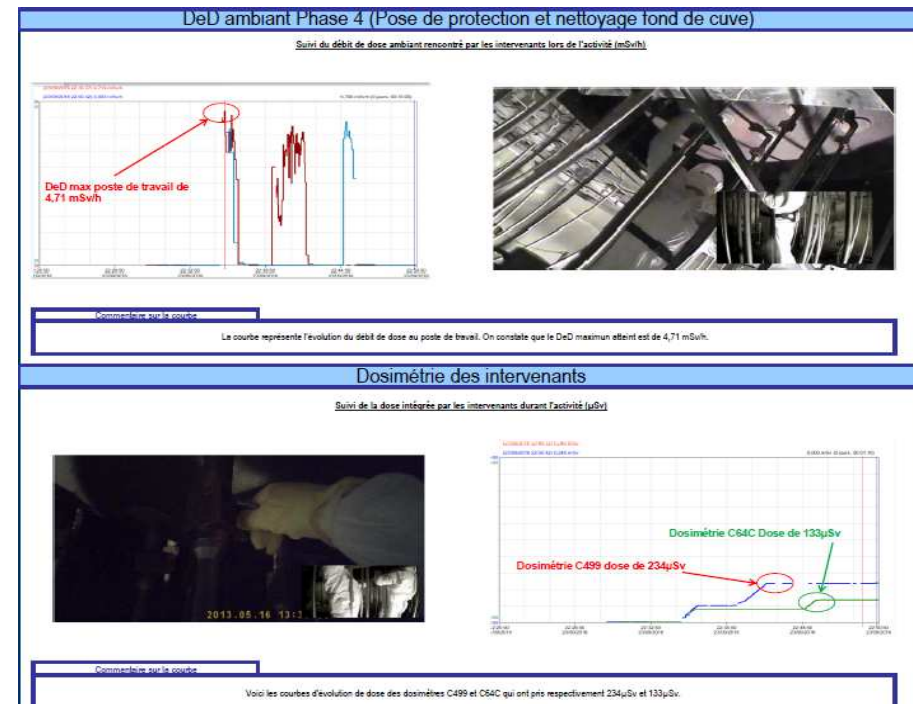 DeD ambiant Phase 4 (Pose de protection et nettoyage fond de cuve)
Suivi du débit de dose ambiant rencontré par les intervenants lors de l'activité (mSv/h)
DeD max poste de travail de
4,71 mSv/h
Commentaire sur la courbe
La courbe représente l'évolution du débit de dose au poste de travail. On constate que le DeD maximun atteint est de 4,71 mSv/h.
Dosimétrie des intervenants
Suivi de la dose intégrée par les intervenants durant l'activité (µSv)
Dosimétrie C64C Dose de 133µSv
Dosimétrie C499 dose de 234µSv
2013.05.16 13:
Commentaire sur la courbe
Voici les courbes d'évolution de dose des dosimètres C499 et C64C qui ont pris respectivement 234µSv et 133µSv.